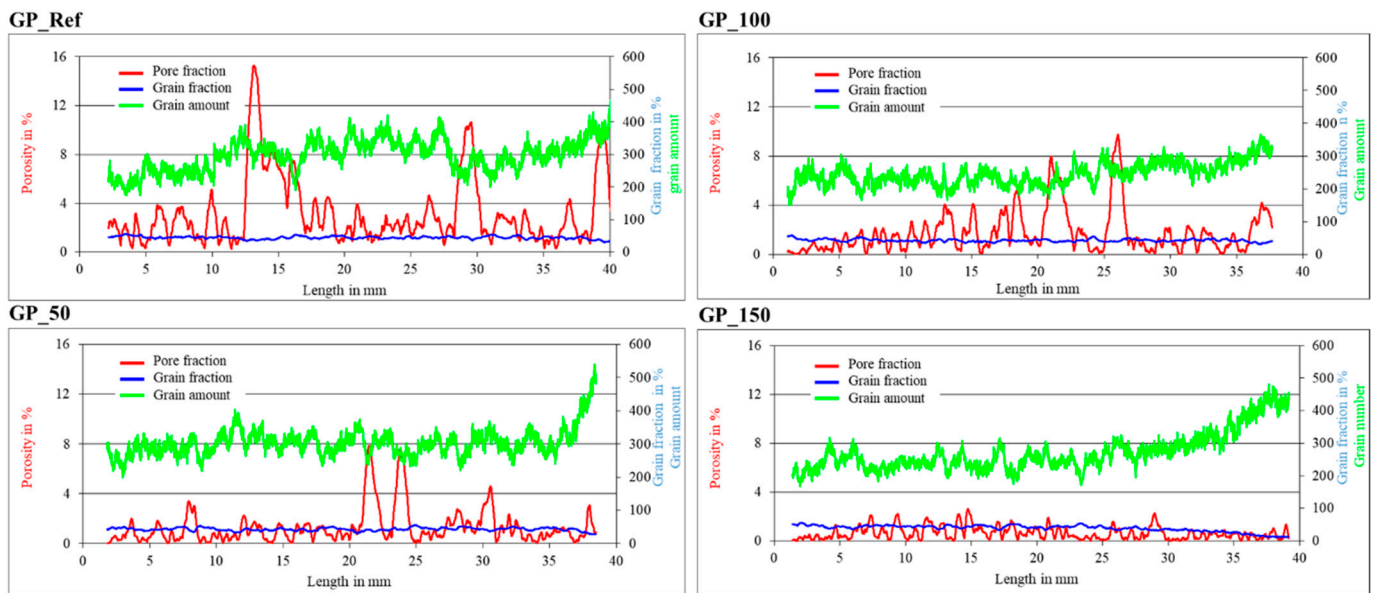 GP_Ref
16
12
8
4
0
600
500
400
300
200
100
0
Pore fraction
Grain fraction
Grain amount
Porosity in %
Grain fraction in %
grain amount
0 5 10 15 20 25 30 35 40
Length in mm
GP_100
16
12
8
4
0
600
500
400
300
200
100
0
Pore fraction
Grain fraction
Grain amount
Porosity in %
Grain fraction n %
Grain amount
0 5 10 15 20 25 30 35 40
Length in mm
GP_50
16
12
8
4
0
600
500
400
300
200
100
0
Pore fraction
Grain fraction
Grain amount
Porosity in %
Grain fraction in %
Grain amount
0 5 10 15 20 25 30 35 40
Length in mm
GP_150
16
12
8
4
0
600
500
400
300
200
100
0
Pore fraction
Grain fraction
Grain amount
Porosity in %
Grain fraction in %
Grain number
0 5 10 15 20 25 30 35 40
Length in mm